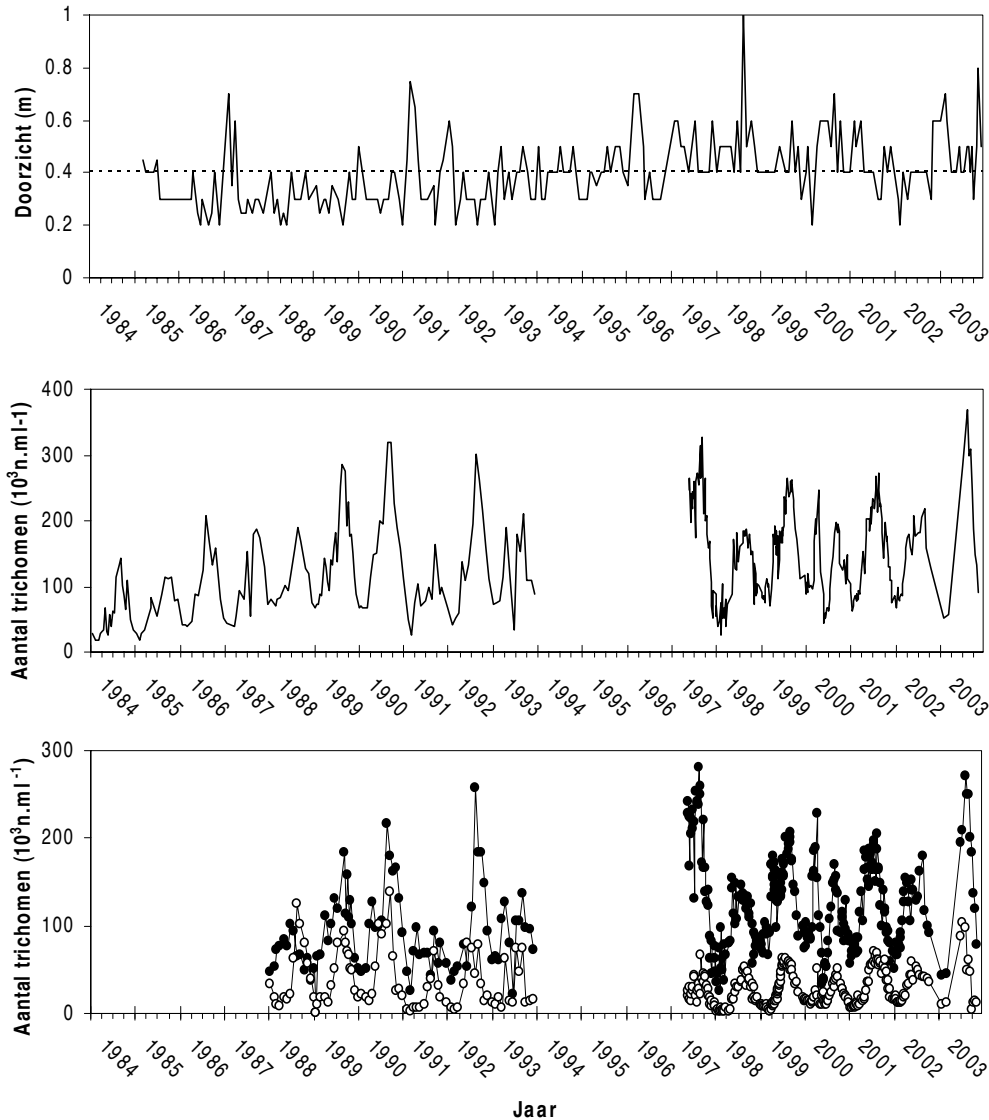 Doorzicht (m)
1
0.8
0.6
0.4
0.2
0
1984 1985 1986 1987 1988 1989 1990 1991 1992 1993 1994 1995 1996 1997 1998 1999 2000 2001 2002 2003
Aantal trichomen (10³n.ml-1)
400
300
200
100
0
1984 1985 1986 1987 1988 1989 1990 1991 1992 1993 1994 1995 1996 1997 1998 1999 2000 2001 2002 2003
Aantal trichomen (10³n.ml⁻¹)
300
200
100
0
1984 1985 1986 1987 1988 1989 1990 1991 1992 1993 1994 1995 1996 1997 1998 1999 2000 2001 2002 2003
Jaar